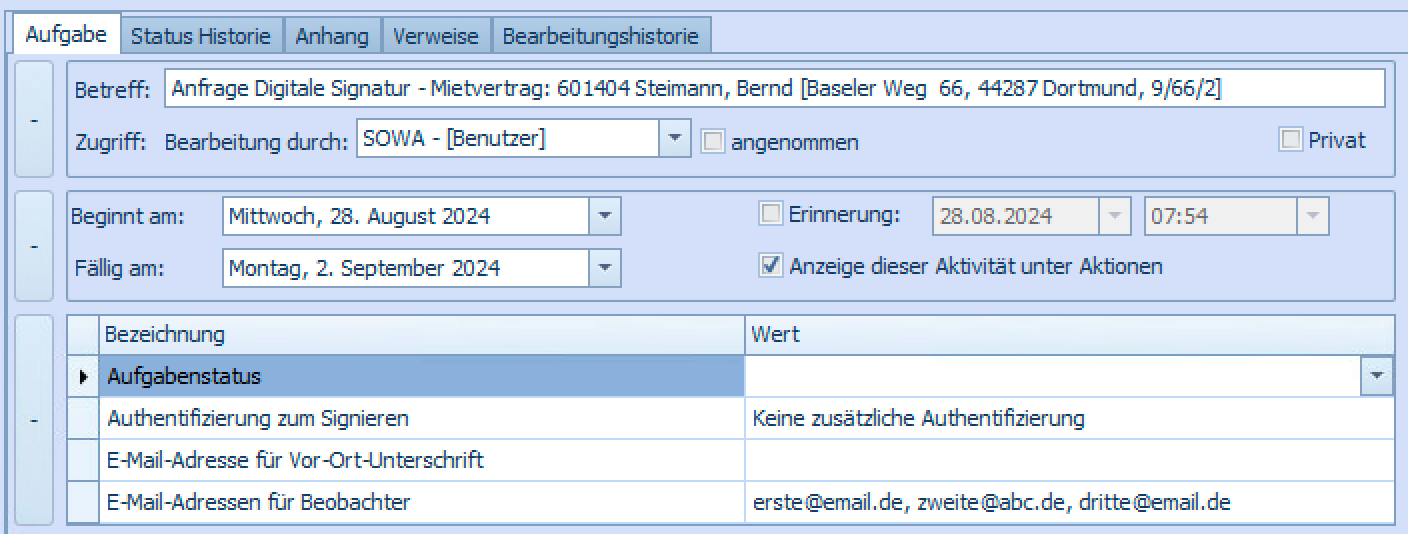 Aufgabe Status Historie Anhang Verweise Bearbeitungshistorie
Betreff: Anfrage Digitale Signatur - Mietvertrag: 601404 Steimann, Bernd [Baseler Weg  66, 44287 Dortmund, 9/66/2]
Zugriff: Bearbeitung durch: SOWA - [Benutzer] angenommen Privat
Beginnt am: Mittwoch, 28. August 2024 Erinnerung: 28.08.2024 07:54
Fällig am: Montag, 2. September 2024 Anzeige dieser Aktivität unter Aktionen
Bezeichnung Wert
Aufgabenstatus
Authentifizierung zum Signieren Keine zusätzliche Authentifizierung
E-Mail-Adresse für Vor-Ort-Unterschrift
E-Mail-Adressen für Beobachter erste@email.de, zweite@abc.de, dritte@email.de